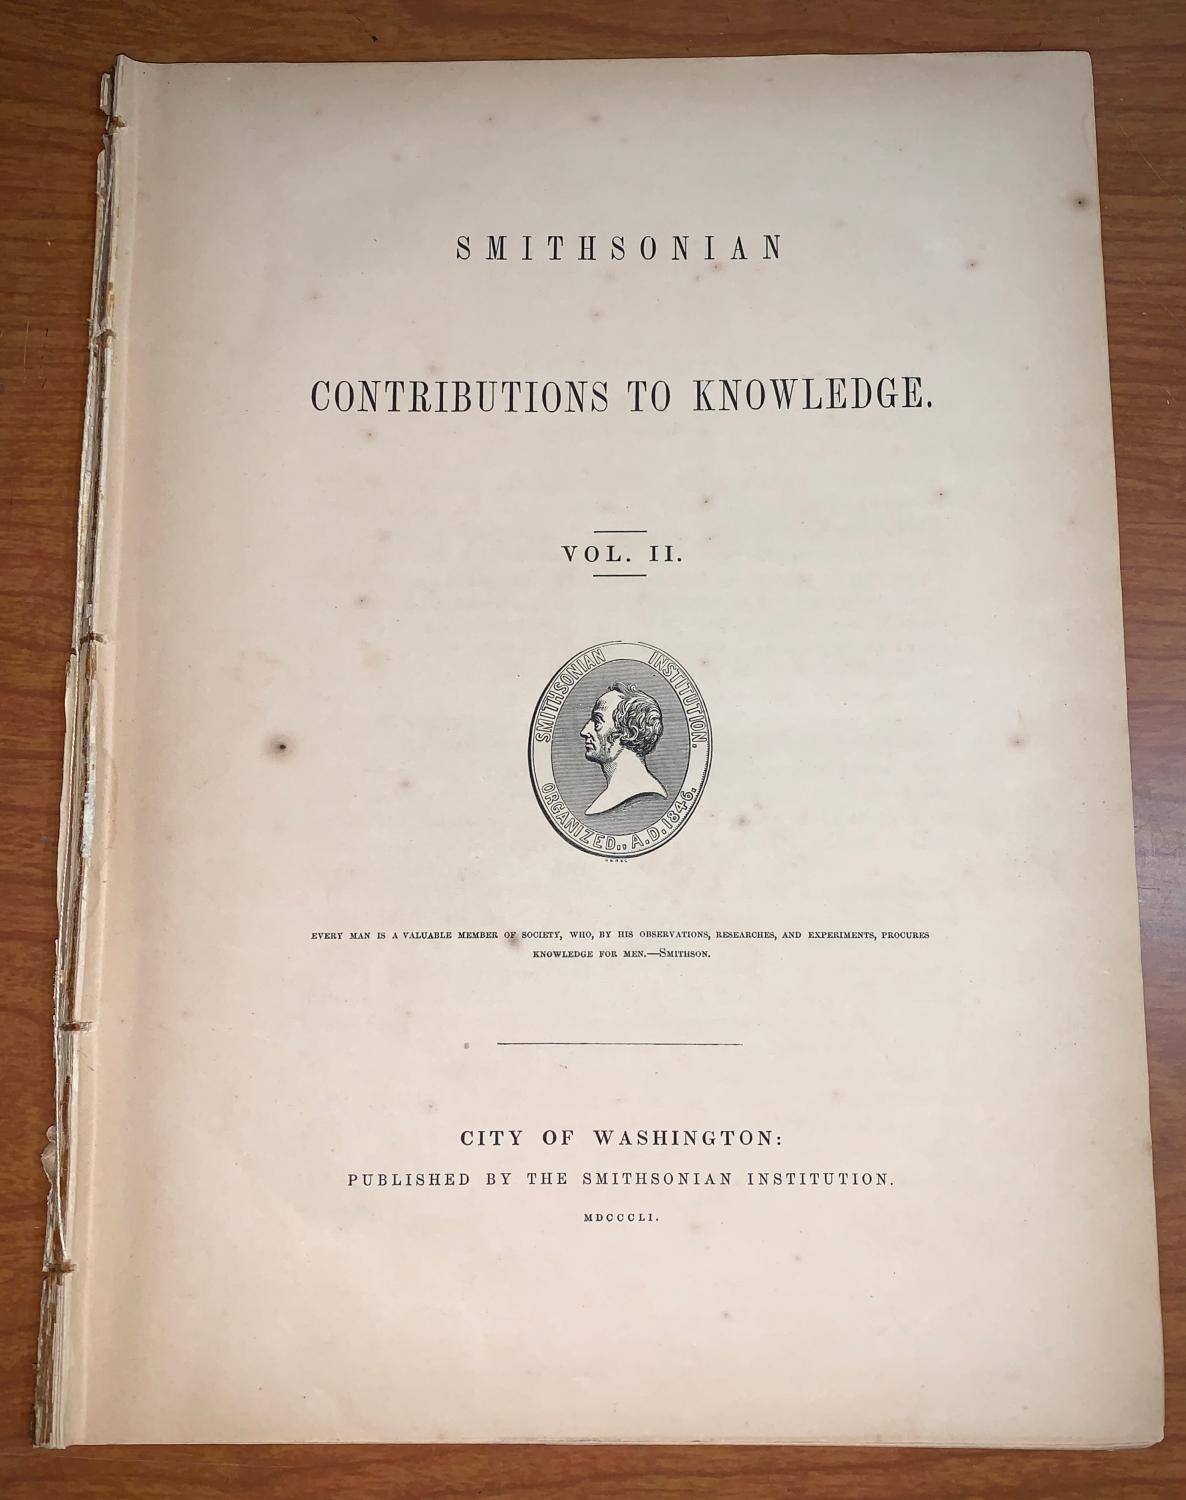 SMITHSONIAN
CONTRIBUTIONS TO KNOWLEDGE.
VOL. II.
SMITHSONIAN INSTITUTION.
ORGANIZED,, A.D. 1846.
EVERY MAN IS A VALUABLE MEMBER OF SOCIETY, WHO, BY HIS OBSERVATIONS, RESEARCHES, AND EXPERIMENTS, PROCURES
KNOWLEDGE FOR MEN.—SMITHSON.
CITY OF WASHINGTON:
PUBLISHED BY THE SMITHSONIAN INSTITUTION.
MDCCCLI.